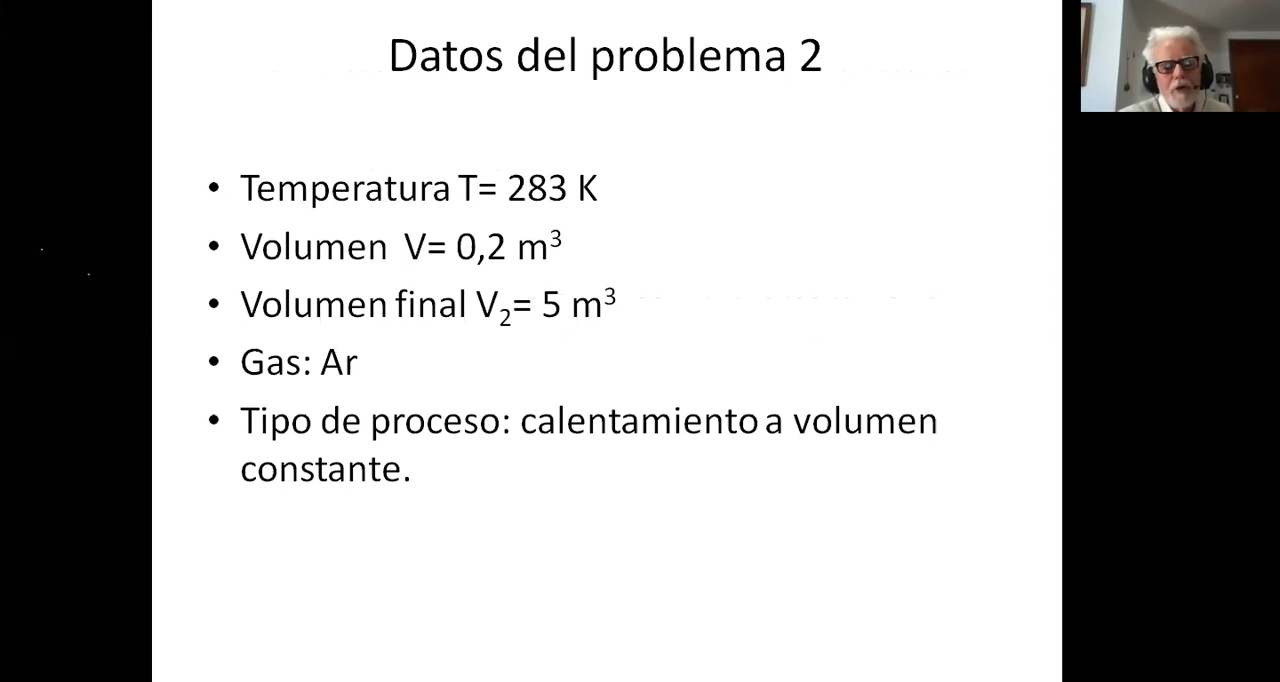 Datos del problema 2
• Temperatura T= 283 K
• Volumen V= 0,2 m³
• Volumen final V₂= 5 m³
• Gas: Ar
• Tipo de proceso: calentamiento a volumen
constante.